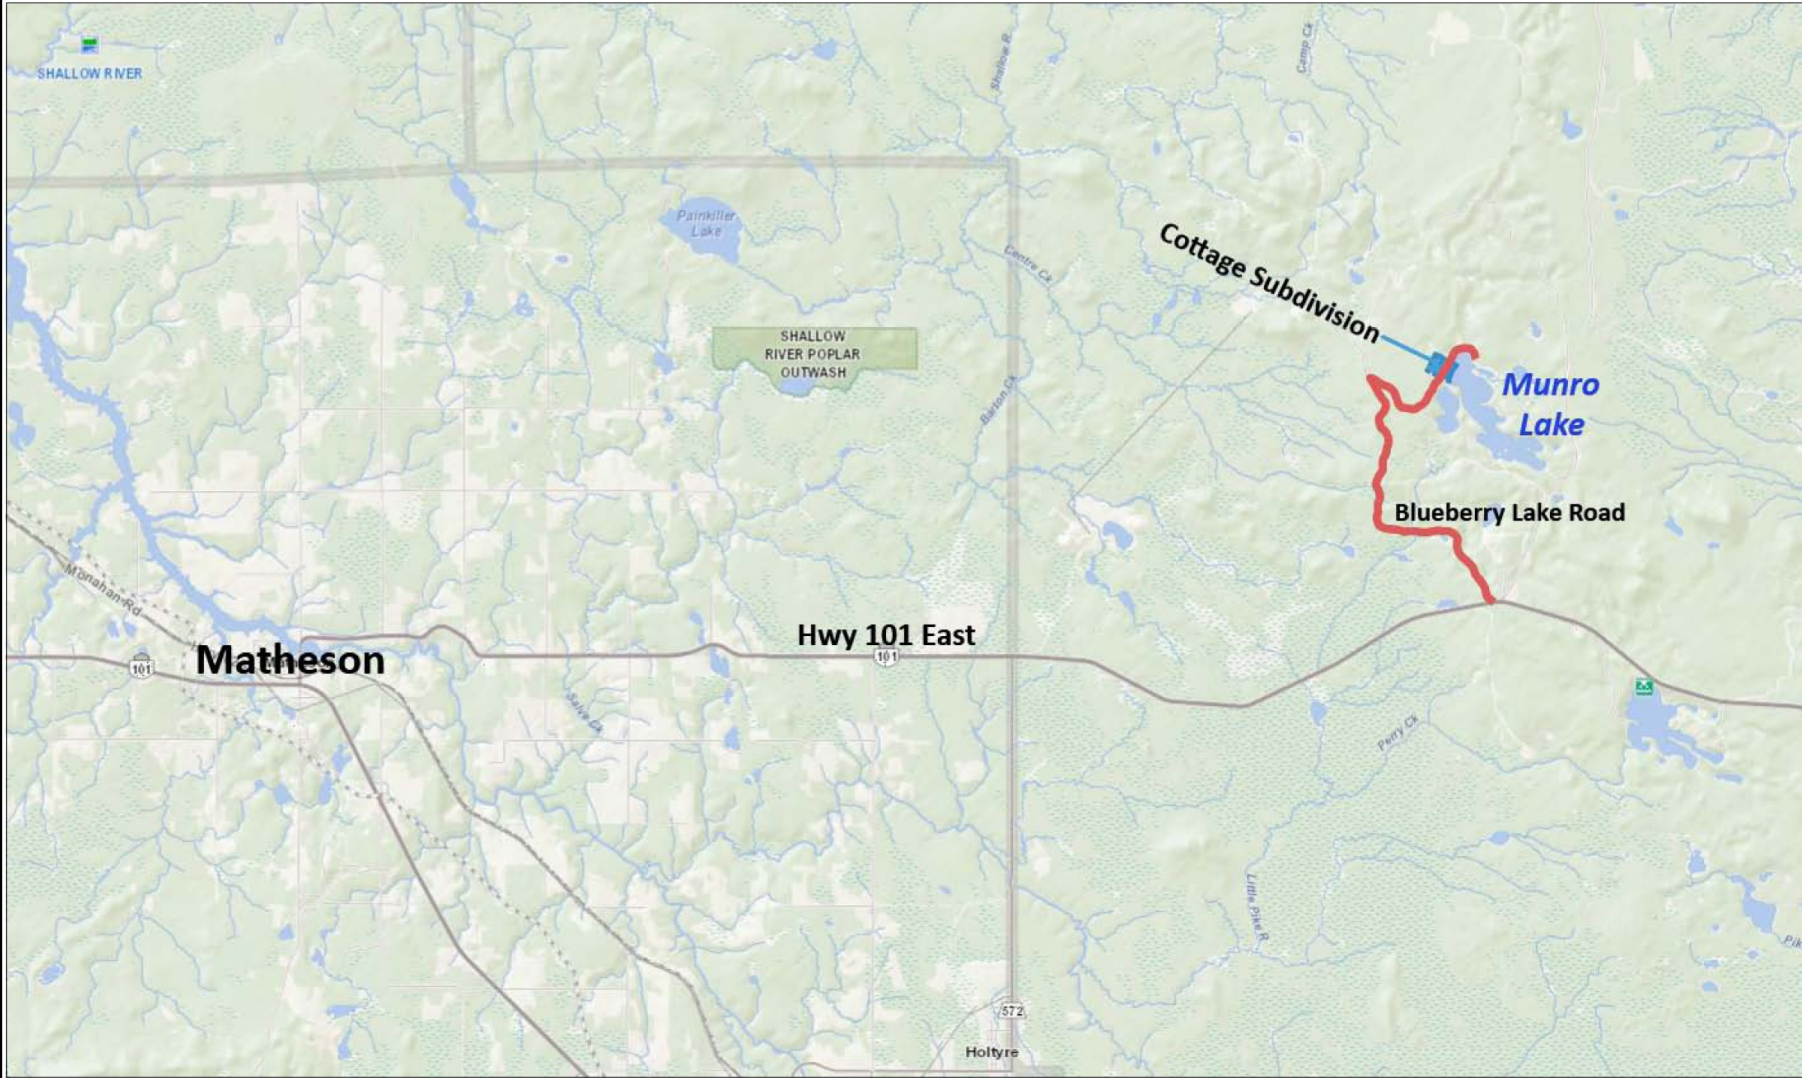 Shallow R.
Camp Ck
SHALLOW RIVER
Painkiller
Lake
Cottage Subdivision
Centre Ck
SHALLOW
RIVER POPLAR
OUTWASH
Munro
Lake
Barton Ck
Blueberry Lake Road
Monahan Rd
Hwy 101 East
101
Matheson
101
Salve Ck
Perry Ck
Little Pike R
Pik
572
Holtyre